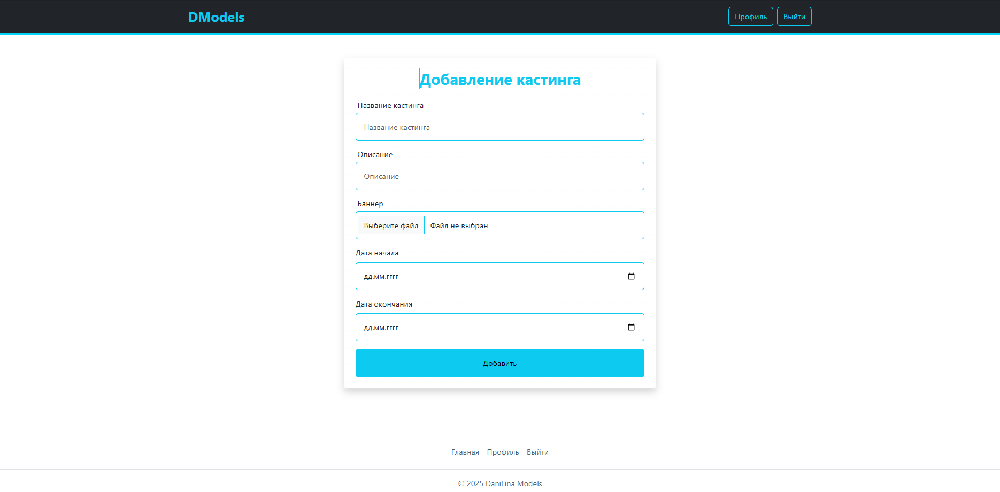 DModels
Профиль Выйти
Добавление кастинга
Название кастинга
Название кастинга
Описание
Описание
Баннер
Выберите файл Файл не выбран
Дата начала
дд.мм.гггг
Дата окончания
дд.мм.гггг
Добавить
Главная Профиль Выйти
© 2025 DaniLina Models